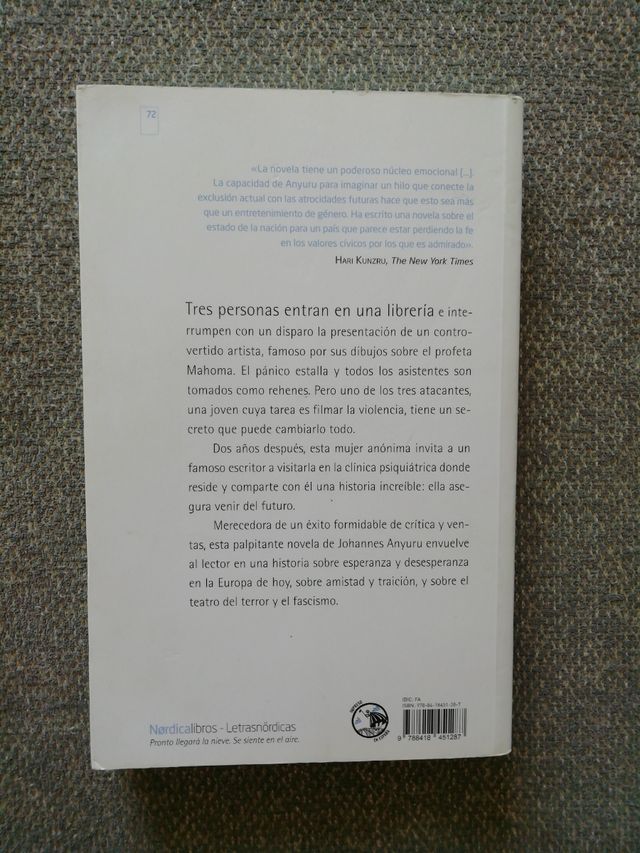 72
«La novela tiene un poderoso núcleo emocional [...].
La capacidad de Anyuru para imaginar un hilo que conecte la
exclusión actual con las atrocidades futuras hace que esto sea más
que un entretenimiento de género. Ha escrito una novela sobre el
estado de la nación para un país que parece estar perdiendo la fe
en los valores cívicos por los que es admirado».
HARI KUNZRU, The New York Times
Tres personas entran en una librería e inte-
rrumpen con un disparo la presentación de un contro-
vertido artista, famoso por sus dibujos sobre el profeta
Mahoma. El pánico estalla y todos los asistentes son
tomados como rehenes. Pero uno de los tres atacantes,
una joven cuya tarea es filmar la violencia, tiene un se-
creto que puede cambiarlo todo.
Dos años después, esta mujer anónima invita a un
famoso escritor a visitarla en la clínica psiquiátrica donde
reside y comparte con él una historia increíble: ella ase-
gura venir del futuro.
Merecedora de un éxito formidable de crítica y ven-
tas, esta palpitante novela de Johannes Anyuru envuelve
al lector en una historia sobre esperanza y desesperanza
en la Europa de hoy, sobre amistad y traición, y sobre el
teatro del terror y el fascismo.
Nørdicalibros - Letrasnórdicas
Pronto llegará la nieve. Se siente en el aire.
IMPRESO
EN ESPAÑA
IBIC: FA
ISBN: 978-84-18451-28-7
9 788418 451287